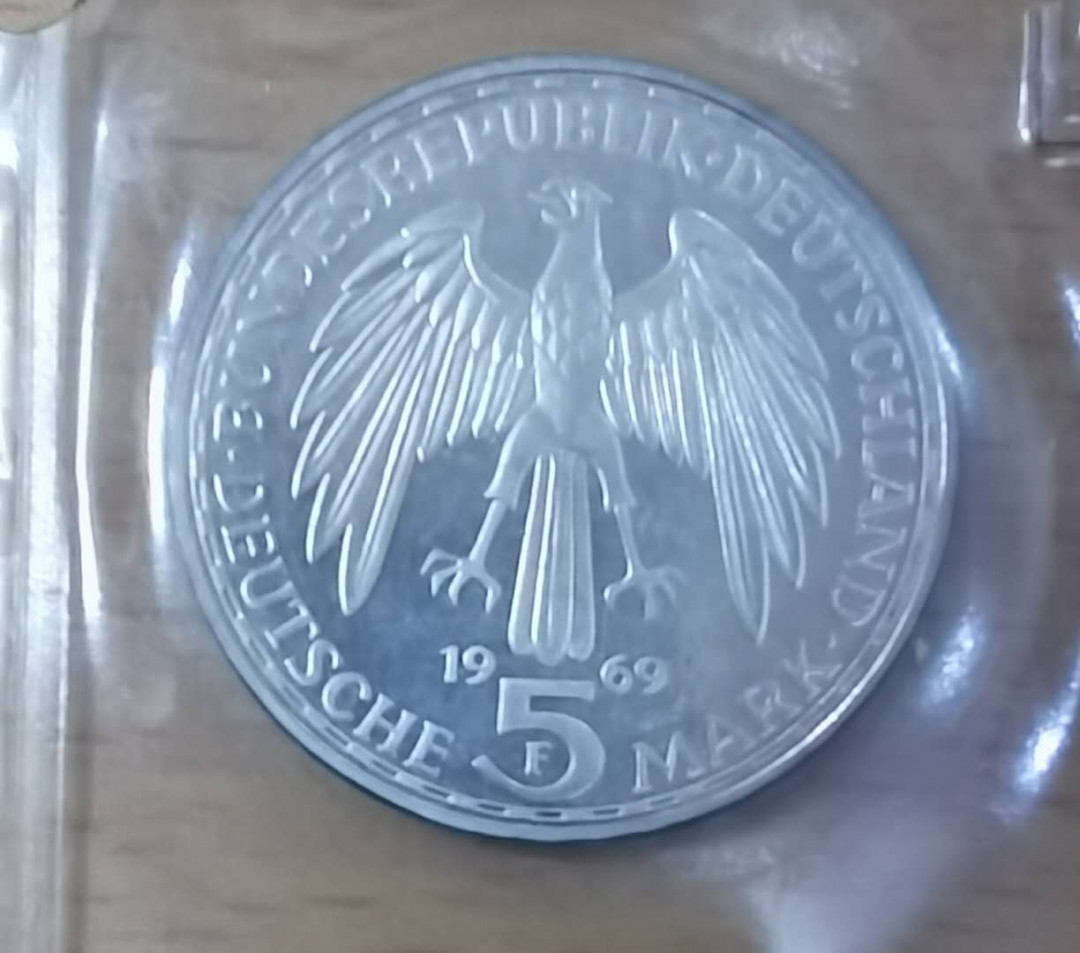 BUNDESREPUBLIK·DEUTSCHLAND·
19 69
5
F
·DEUTSCHE MARK